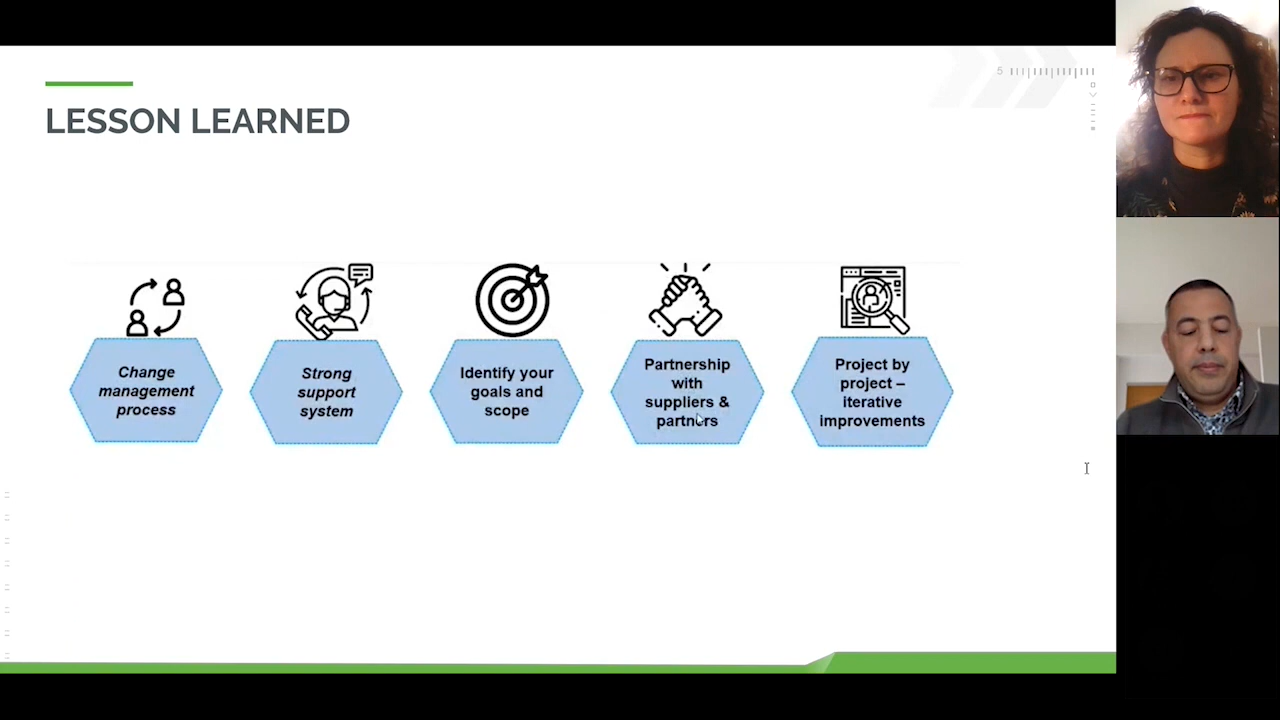 5
LESSON LEARNED
Change
management
process
Strong
support
system
Identify your
goals and
scope
Partnership
with
suppliers &
partners
Project by
project –
iterative
improvements